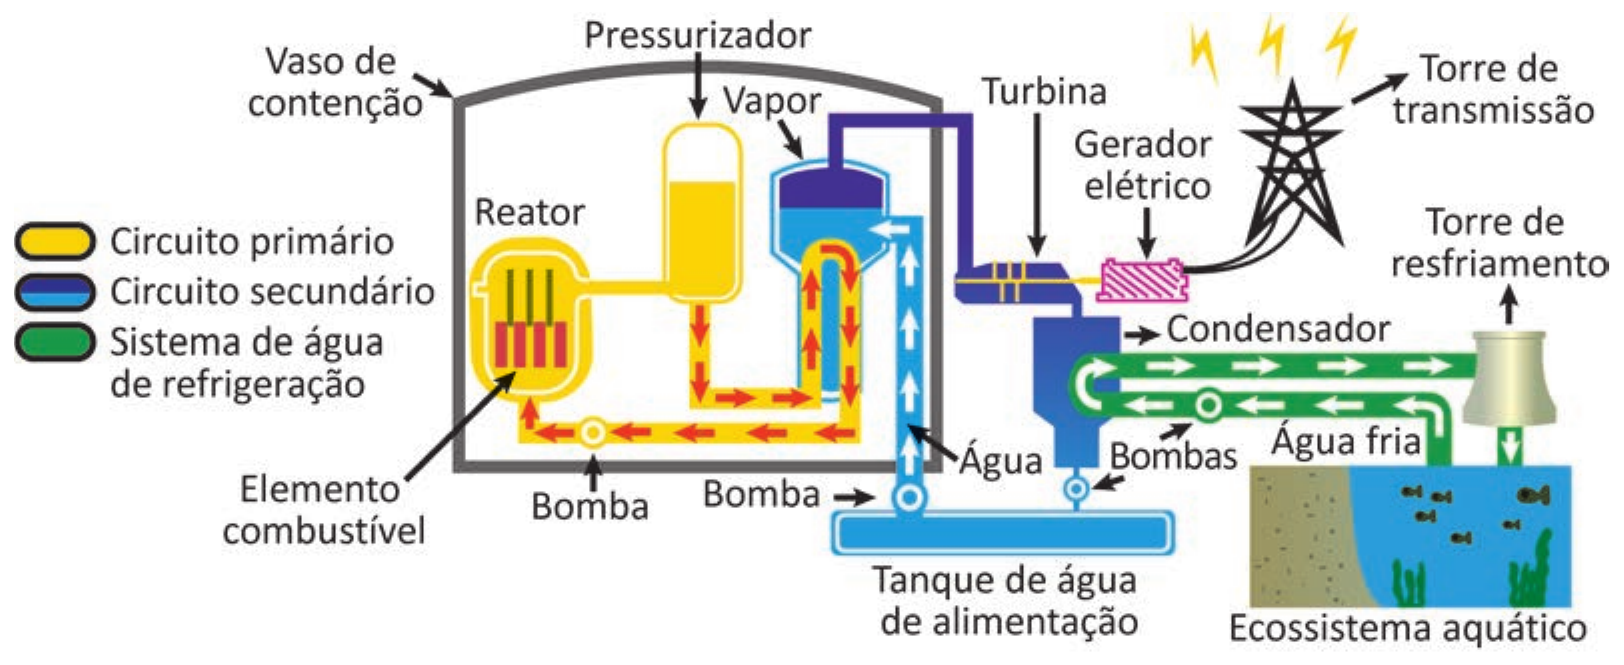 Pressurizador
Vaso de
contenção
Vapor
Turbina
Torre de
transmissão
Gerador
elétrico
Reator
Torre de
resfriamento
Circuito primário
Circuito secundário
Sistema de água
de refrigeração
Condensador
Água fria
Elemento
combustível
Bomba
Bomba
Água
Bombas
Tanque de água
de alimentação
Ecossistema aquático